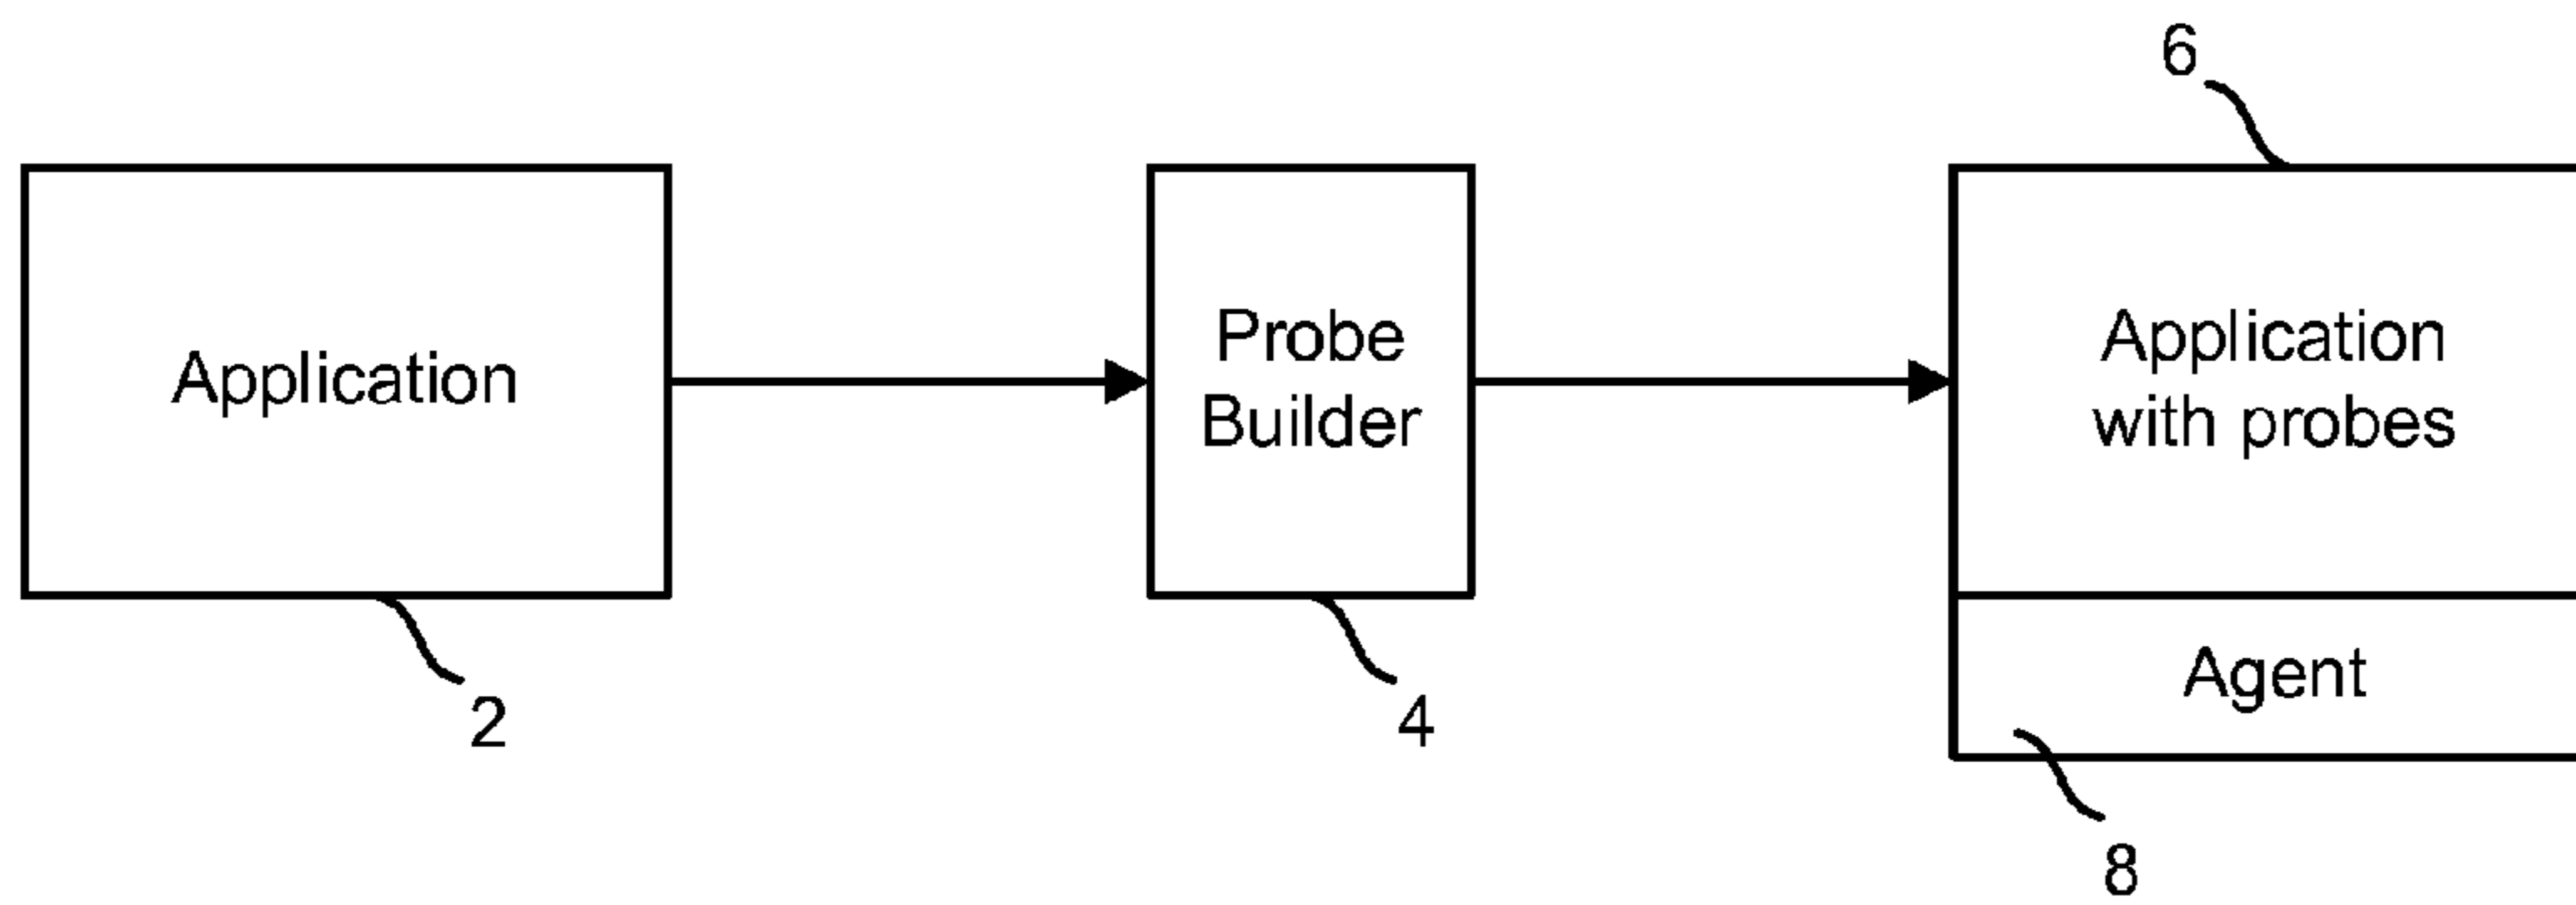 6
Application
Probe
Builder
Application
with probes
Agent
2
4
8